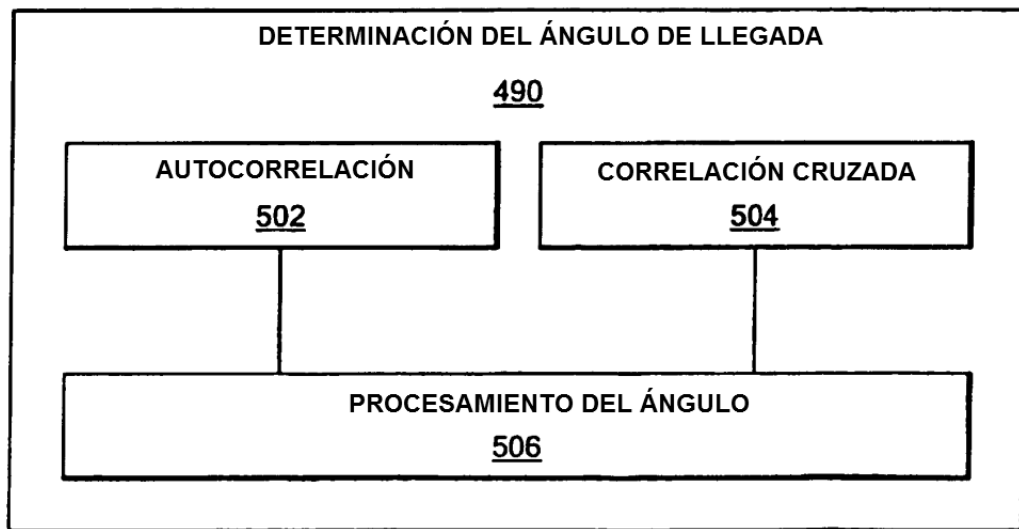 DETERMINACIÓN DEL ÁNGULO DE LLEGADA
490
AUTOCORRELACIÓN
502
CORRELACIÓN CRUZADA
504
PROCESAMIENTO DEL ÁNGULO
506